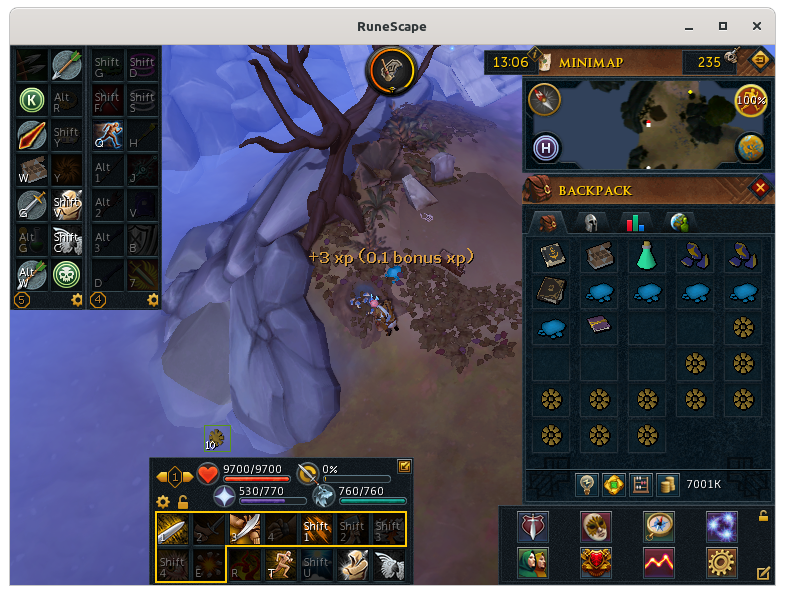 RuneScape
Shift G
Shift D
K
Alt R
Shift F
Shift S
Shift Y
Q
H
W
Y
Alt 1
J
G
Shift V
Alt 2
V
Alt G
Shift C
Alt 3
B
Alt W
D
7
5
4
13:06
MINIMAP
235
100%
H
BACKPACK
+3 xp (0.1 bonus xp)
10
1
9700/9700
0%
530/770
760/760
1
2
3
4
Shift 1
Shift 2
Shift 3
Shift 4
E
R
T
Shift U
7001K